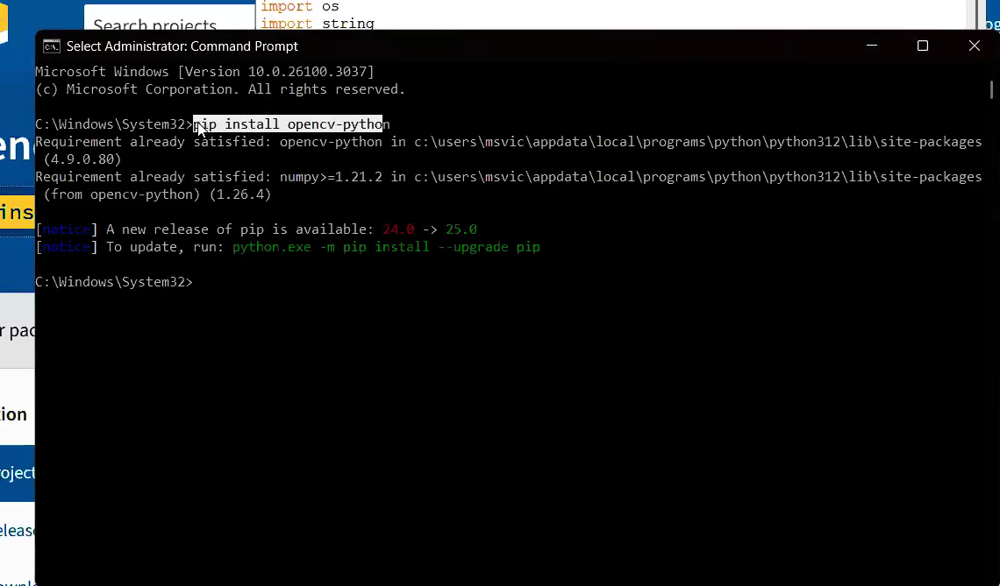 Search projects
import os
import string
Select Administrator: Command Prompt
Microsoft Windows [Version 10.0.26100.3037]
(c) Microsoft Corporation. All rights reserved.
C:\Windows\System32>pip install opencv-python
Requirement already satisfied: opencv-python in c:\users\msvic\appdata\local\programs\python\python312\lib\site-packages
(4.9.0.80)
Requirement already satisfied: numpy>=1.21.2 in c:\users\msvic\appdata\local\programs\python\python312\lib\site-packages
(from opencv-python) (1.26.4)
[notice] A new release of pip is available: 24.0 -> 25.0
[notice] To update, run: python.exe -m pip install --upgrade pip
C:\Windows\System32>